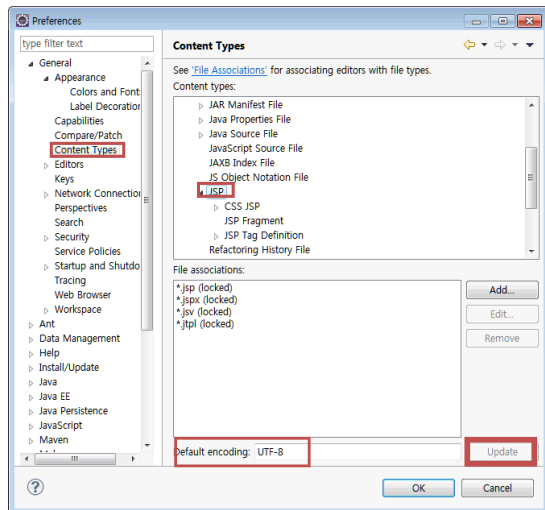 Preferences
type filter text
General
Appearance
Colors and Font
Label Decoration
Capabilities
Compare/Patch
Content Types
Editors
Keys
Network Connection
Perspectives
Search
Security
Service Policies
Startup and Shutdo
Tracing
Web Browser
Workspace
Ant
Data Management
Help
Install/Update
Java
Java EE
Java Persistence
JavaScript
Maven
Content Types
See 'File Associations' for associating editors with file types.
Content types:
JAR Manifest File
Java Properties File
Java Source File
JavaScript Source File
JAXB Index File
JS Object Notation File
JSP
CSS JSP
JSP Fragment
JSP Tag Definition
Refactoring History File
File associations:
*.jsp (locked)
*.jspx (locked)
*.jsv (locked)
*.jtpl (locked)
Add...
Edit...
Remove
Default encoding: UTF-8
Update
OK
Cancel